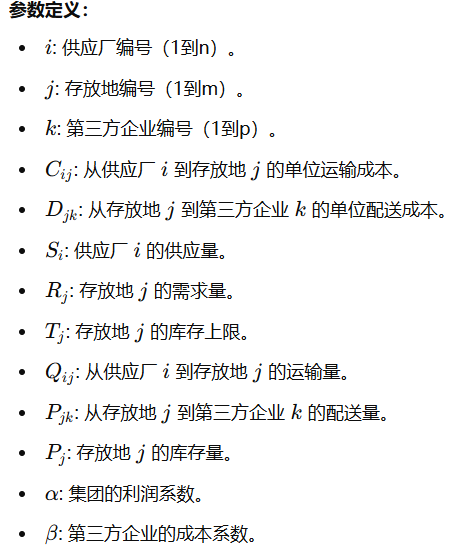 参数定义：
• i: 供应厂编号（1到n）。
• j: 存放地编号（1到m）。
• k: 第三方企业编号（1到p）。
• C_{ij}: 从供应厂 i 到存放地 j 的单位运输成本。
• D_{jk}: 从存放地 j 到第三方企业 k 的单位配送成本。
• S_i: 供应厂 i 的供应量。
• R_j: 存放地 j 的需求量。
• T_j: 存放地 j 的库存上限。
• Q_{ij}: 从供应厂 i 到存放地 j 的运输量。
• P_{jk}: 从存放地 j 到第三方企业 k 的配送量。
• P_j: 存放地 j 的库存量。
• α: 集团的利润系数。
• β: 第三方企业的成本系数。